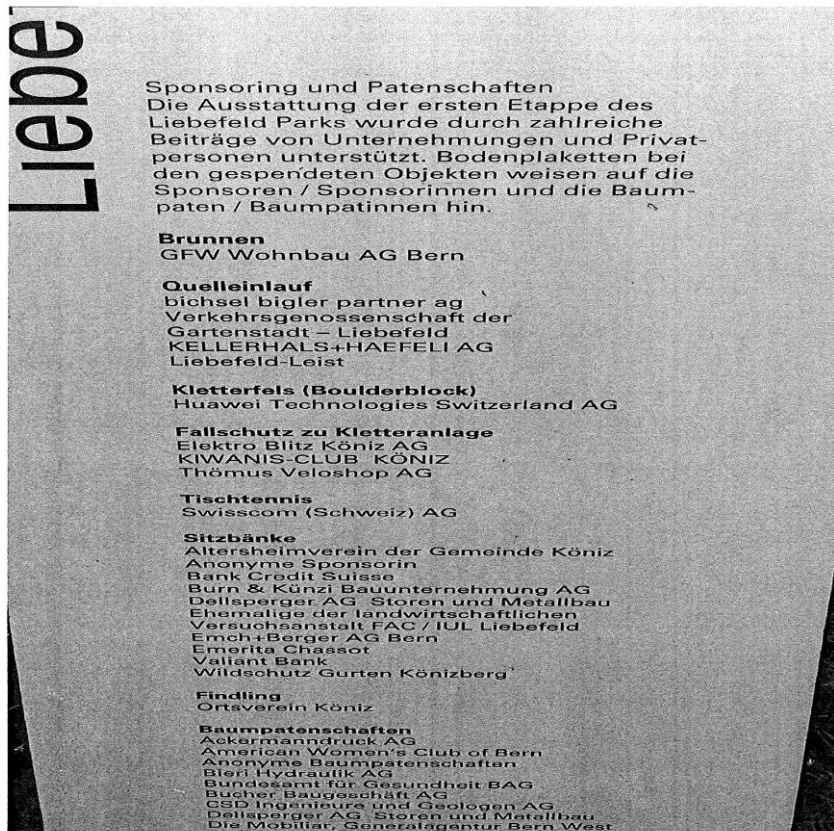 Liebe
Sponsoring und Patenschaften
Die Ausstattung der ersten Etappe des
Liebefeld Parks wurde durch zahlreiche
Beiträge von Unternehmungen und Privat-
personen unterstützt. Bodenplaketten bei
den gespendeten Objekten weisen auf die
Sponsoren / Sponsorinnen und die Baum-
paten / Baumpatinnen hin.
Brunnen
GFW Wohnbau AG Bern
Quelleinlauf
bichsel bigler partner ag
Verkehrsgenossenschaft der
Gartenstadt – Liebefeld
KELLERHALS+HAEFELI AG
Liebefeld-Leist
Kletterfels (Boulderblock)
Huawei Technologies Switzerland AG
Fallschutz zu Kletteranlage
Elektro Blitz Köniz AG
KIWANIS-CLUB KÖNIZ
Thömus Veloshop AG
Tischtennis
Swisscom (Schweiz) AG
Sitzbänke
Altersheimverein der Gemeinde Köniz
Anonyme Sponsorin
Bank Credit Suisse
Burn & Künzi Bauunternehmung AG
Dellsperger AG Storen und Metallbau
Ehemalige der landwirtschaftlichen
Versuchsanstalt FAC / IUL Liebefeld
Emch+Berger AG Bern
Emerita Chassot
Valiant Bank
Wildschutz Gurten Könizberg
Findling
Ortsverein Köniz
Baumpatenschaften
Ackermanndruck AG
American Women's Club of Bern
Anonyme Baumpatenschaften
Bieri Hydraulik AG
Bundesamt für Gesundheit BAG
Bucher Baugeschäft AG
CSD Ingenieure und Geologen AG
Dellsperger AG Storen und Metallbau
Die Mobiliar, Generalagentur Bern West